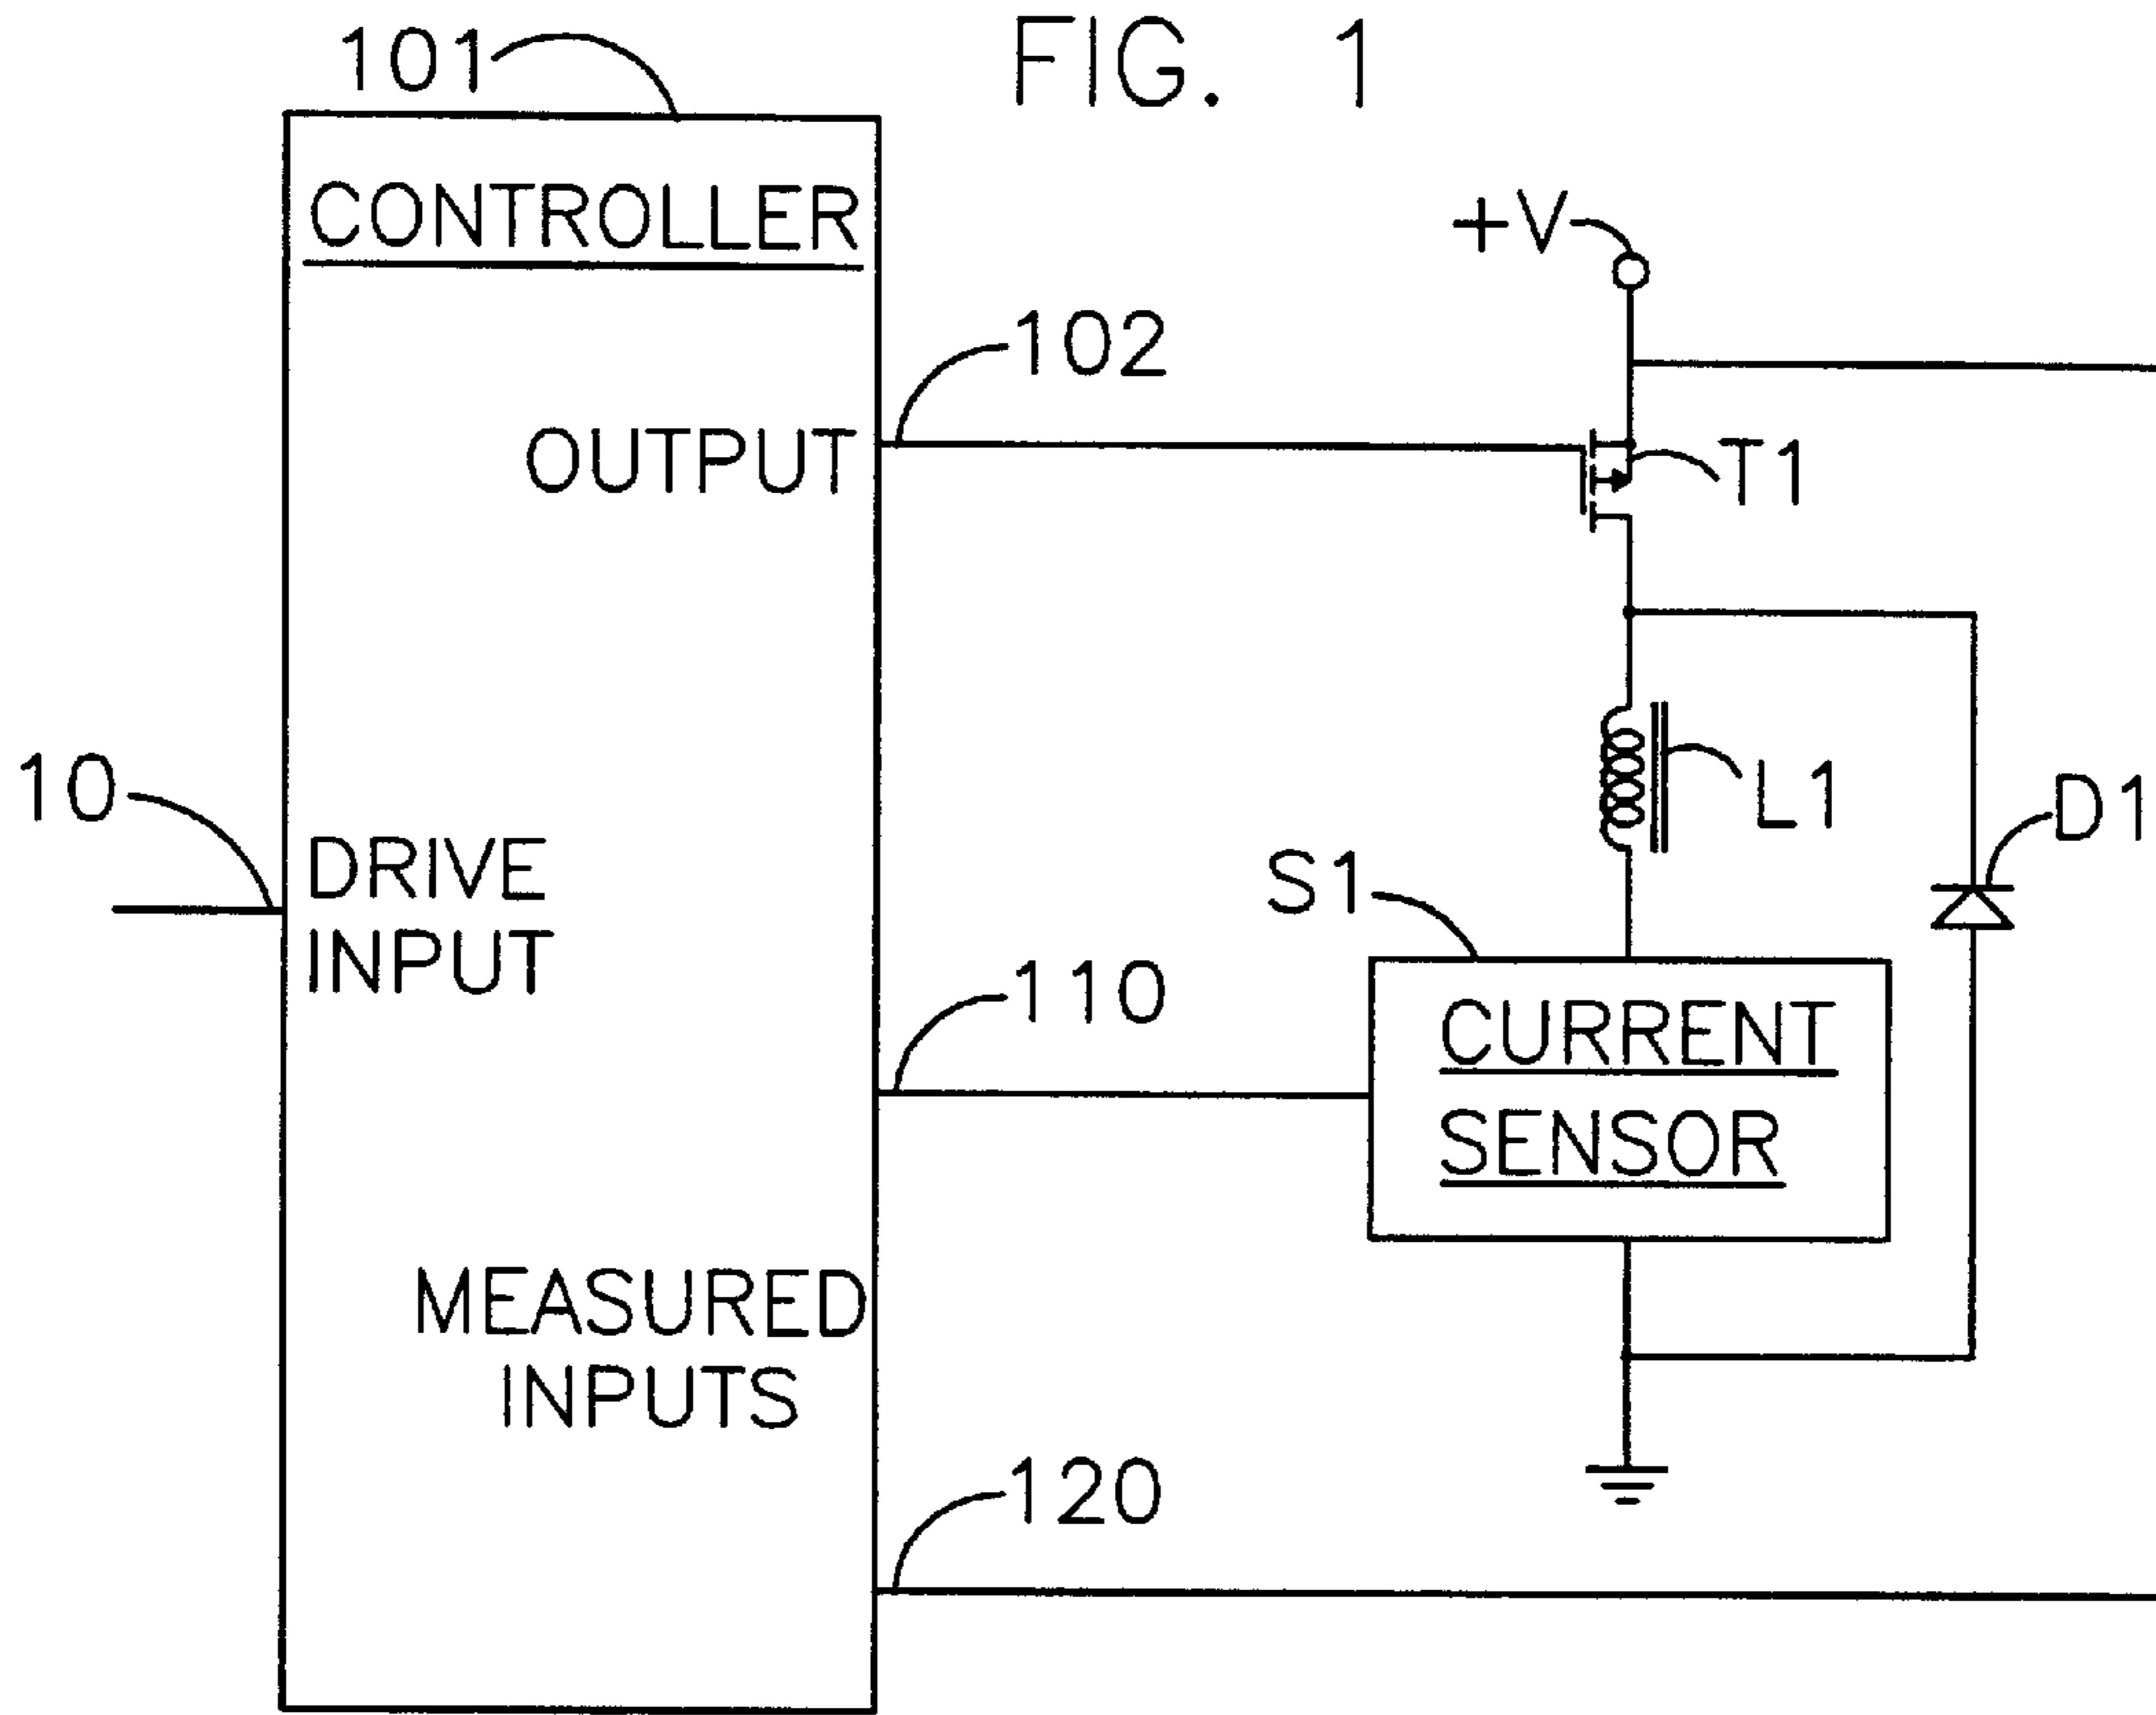 FIG. 1
101
CONTROLLER
+V
102
OUTPUT
T1
10
L1
D1
DRIVE
INPUT
S1
110
CURRENT
SENSOR
MEASURED
INPUTS
120